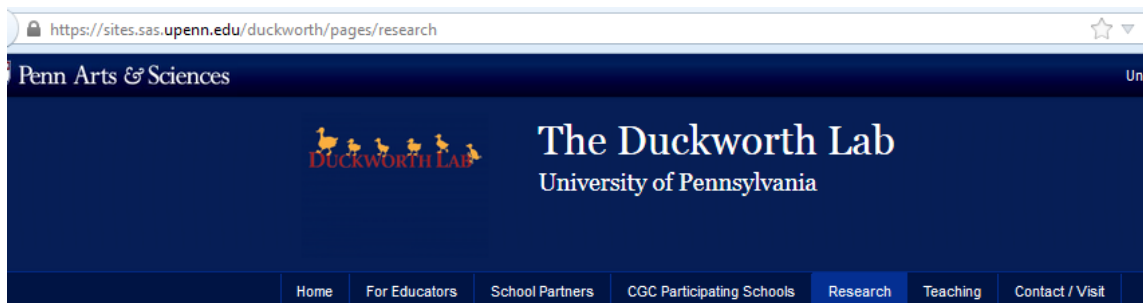 https://sites.sas.upenn.edu/duckworth/pages/research
Penn Arts & Sciences
Un
DUCKWORTH LAB
The Duckworth Lab
University of Pennsylvania
Home For Educators School Partners CGC Participating Schools Research Teaching Contact / Visit